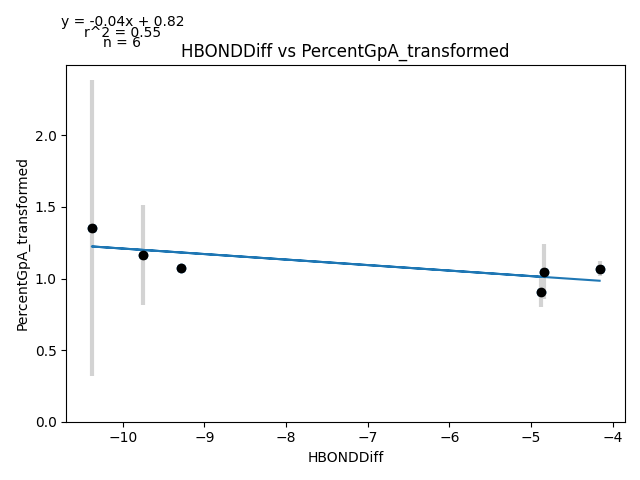 y = -0.04x + 0.82
r^2 = 0.55
n = 6
HBONDDiff vs PercentGpA_transformed
PercentGpA_transformed
2.0
1.5
1.0
0.5
0.0
−10
−9
−8
−7
−6
−5
−4
HBONDDiff